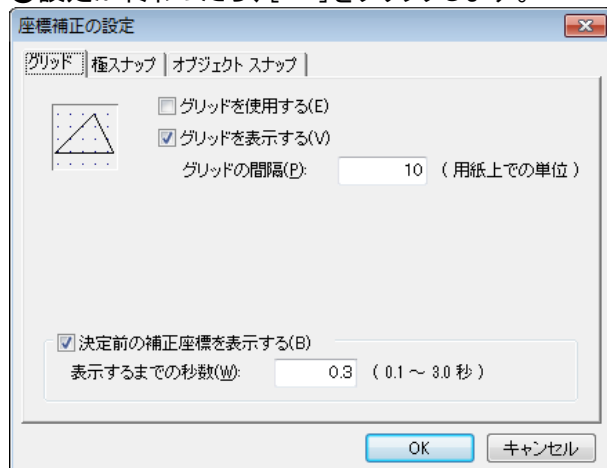 座標補正の設定
グリッド 極スナップ オブジェクト スナップ
グリッドを使用する(E)
グリッドを表示する(V)
グリッドの間隔(P): 10 (用紙上での単位)
決定前の補正座標を表示する(B)
表示するまでの秒数(W): 0.3 (0.1 ~ 3.0 秒)
OK キャンセル